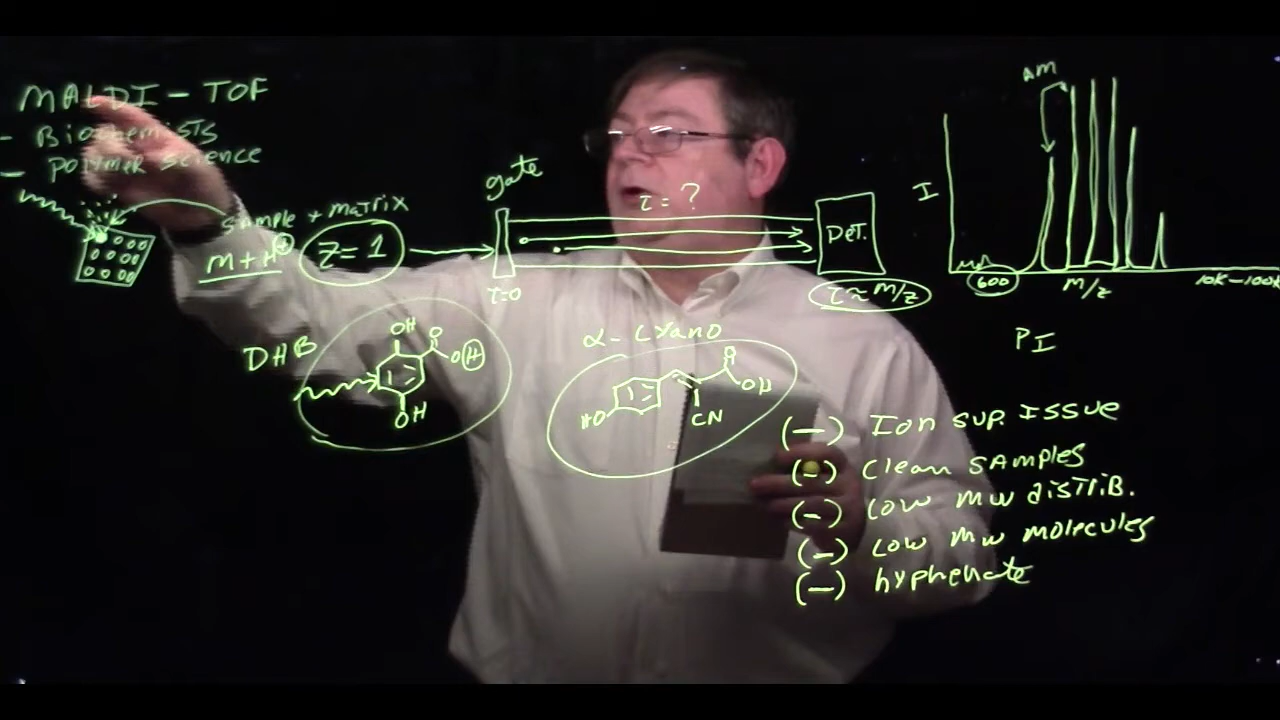 MALDI - TOF
- Biochemists
- polymer science
sample + matrix
M+H+
z = 1
gate
τ=0
τ = ?
DET.
τ ≈ m/z
ΔM
I
600
m/z
10K-100K
PI
DHB
OH
O
OH
OH
α-cyano
O
OH
CN
HO
(-) Ion sup. Issue
(-) clean samples
(-) low mw distrib.
(-) low mw molecules
(-) hyphenate